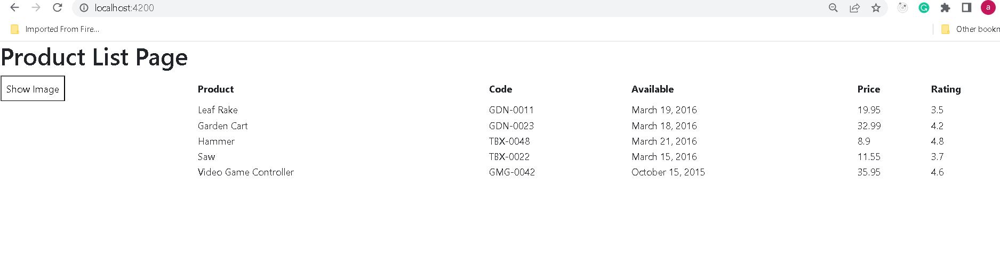 localhost:4200
a
Imported From Fire...
Other bookn
Product List Page
Show Image Product Code Available Price Rating
Leaf Rake GDN-0011 March 19, 2016 19.95 3.5
Garden Cart GDN-0023 March 18, 2016 32.99 4.2
Hammer TBX-0048 March 21, 2016 8.9 4.8
Saw TBX-0022 March 15, 2016 11.55 3.7
Video Game Controller GMG-0042 October 15, 2015 35.95 4.6